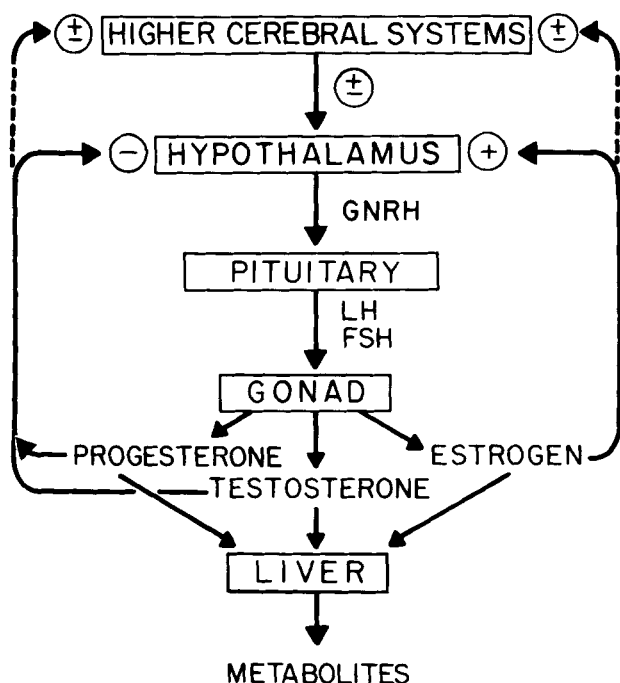 ± HIGHER CEREBRAL SYSTEMS ±
±
− HYPOTHALAMUS +
GNRH
PITUITARY
LH
FSH
GONAD
PROGESTERONE ESTROGEN
TESTOSTERONE
LIVER
METABOLITES